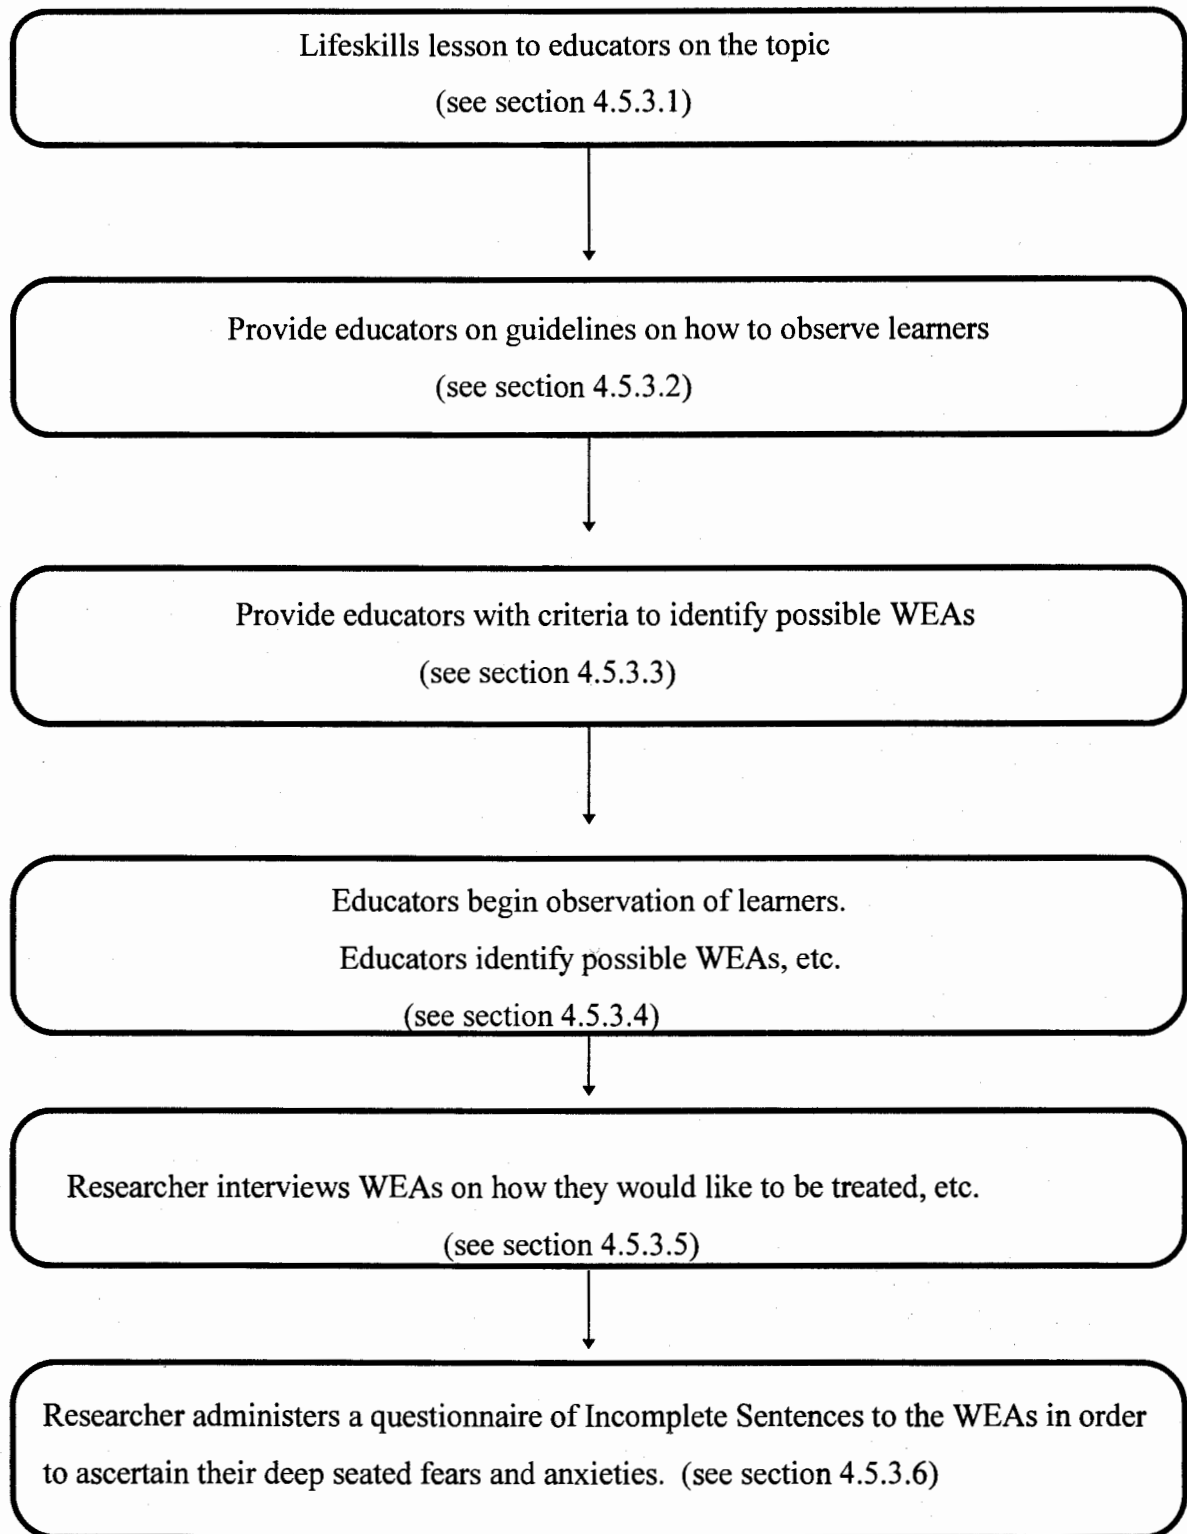 Lifeskills lesson to educators on the topic
(see section 4.5.3.1)
Provide educators on guidelines on how to observe learners
(see section 4.5.3.2)
Provide educators with criteria to identify possible WEAs
(see section 4.5.3.3)
Educators begin observation of learners.
Educators identify possible WEAs, etc.
(see section 4.5.3.4)
Researcher interviews WEAs on how they would like to be treated, etc.
(see section 4.5.3.5)
Researcher administers a questionnaire of Incomplete Sentences to the WEAs in order
to ascertain their deep seated fears and anxieties.  (see section 4.5.3.6)